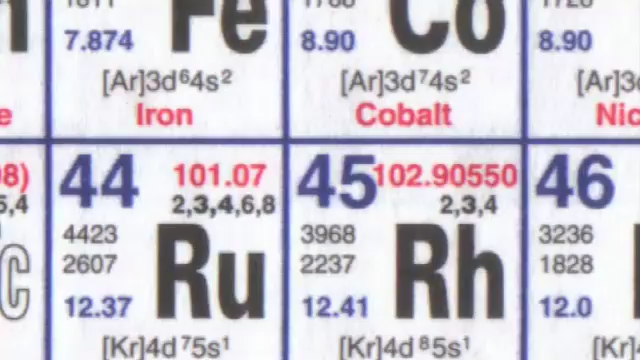 7.874 Fe 8.90 Co 8.90
[Ar]3d⁶4s² [Ar]3d⁷4s²
Iron Cobalt
44 101.07 45 102.90550 46
2,3,4,6,8 2,3,4
4423 Ru 3968 Rh 3236
2607 2237 1828
12.37 12.41 12.0
[Kr]4d⁷5s¹ [Kr]4d⁸5s¹